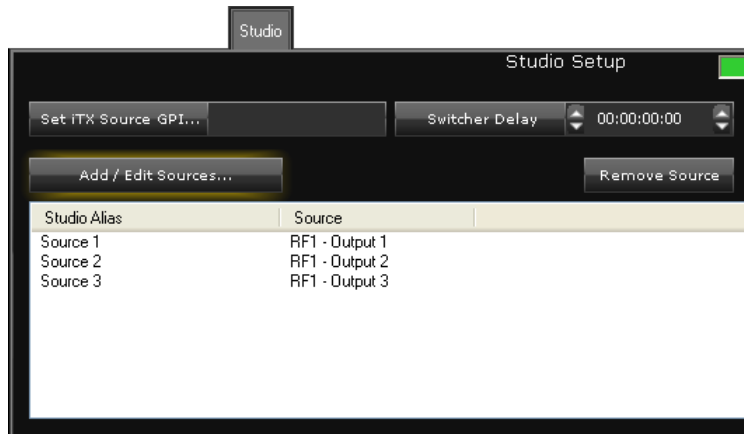 Studio
Studio Setup
Set iTX Source GPI...
Switcher Delay 00:00:00:00
Add / Edit Sources...
Remove Source
Studio Alias Source
Source 1 RF1 - Output 1
Source 2 RF1 - Output 2
Source 3 RF1 - Output 3